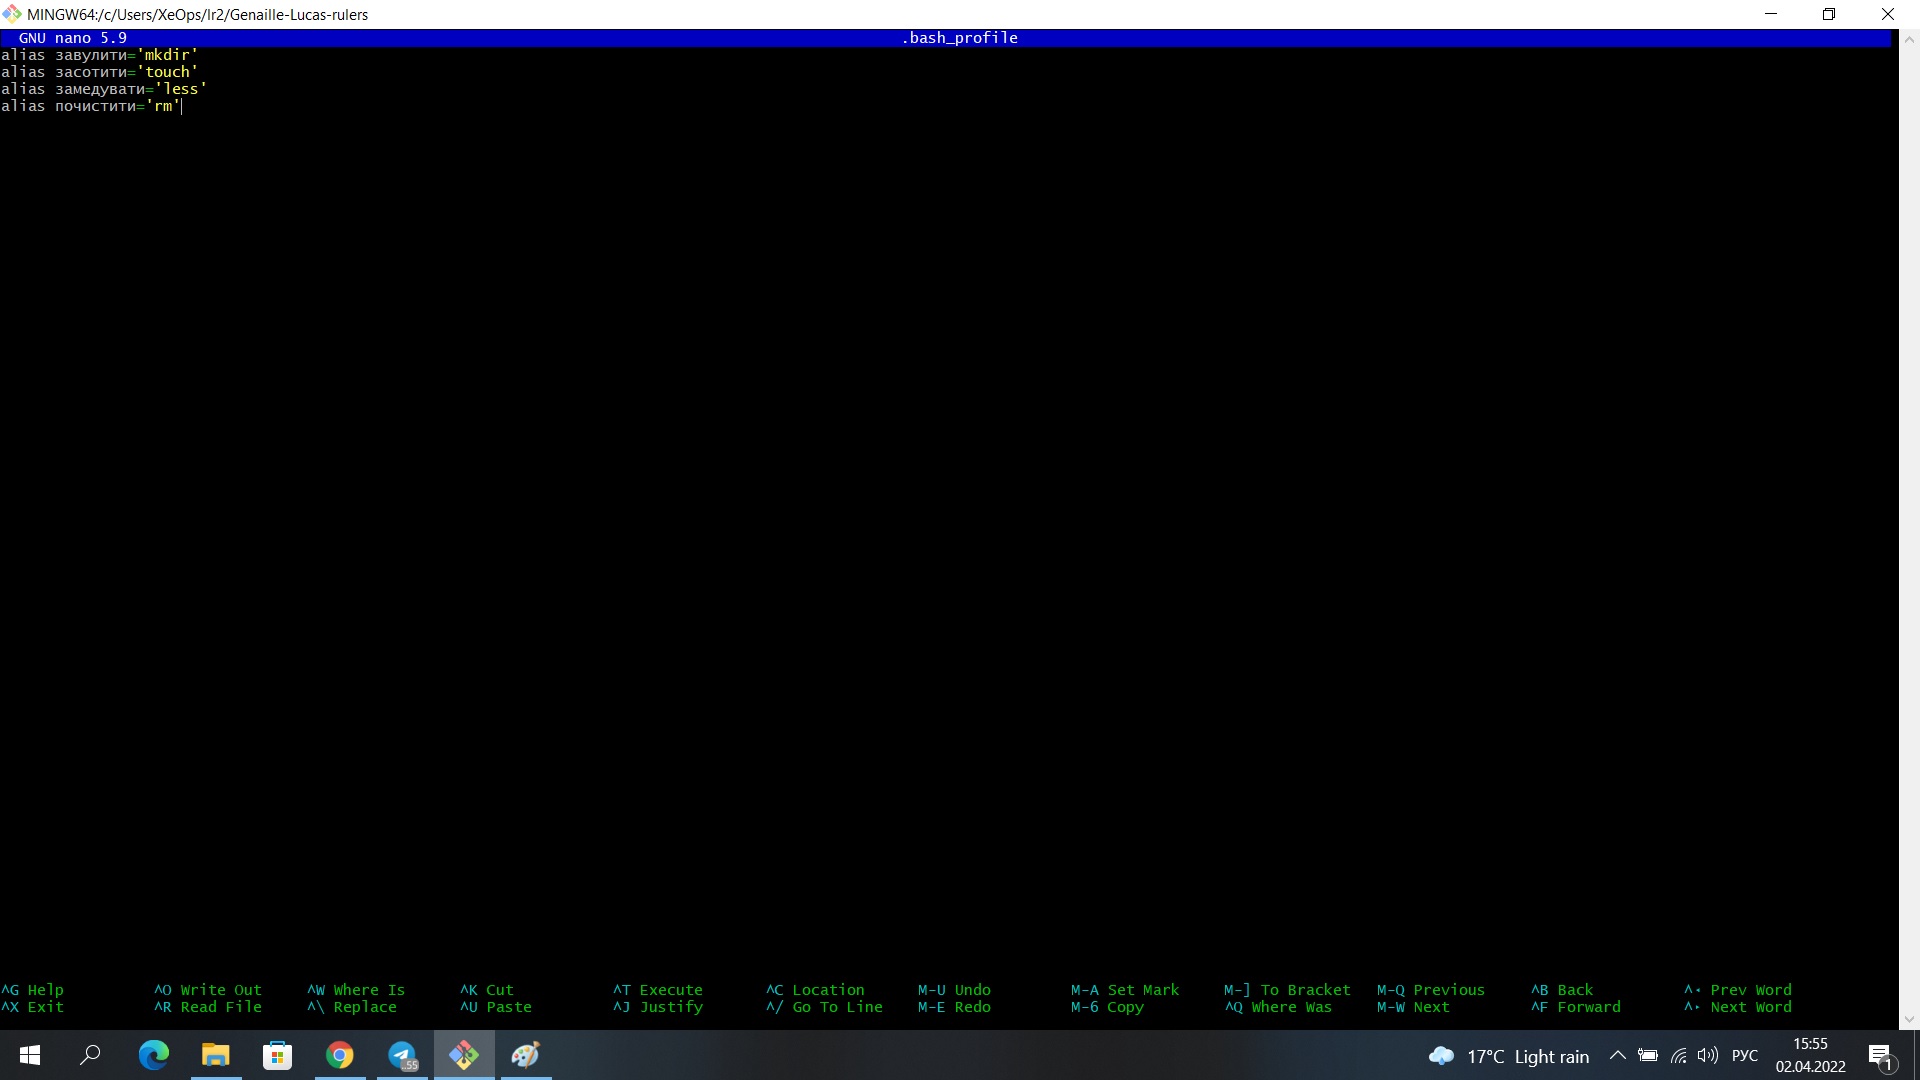 MINGW64:/c/Users/XeOps/lr2/Genaille-Lucas-rulers
GNU nano 5.9 .bash_profile
alias завулити='mkdir'
alias засотити='touch'
alias замедувати='less'
alias почистити='rm'
^G Help ^O Write Out ^W Where Is ^K Cut ^T Execute ^C Location M-U Undo M-A Set Mark M-] To Bracket M-Q Previous ^B Back ^◂ Prev Word
^X Exit ^R Read File ^\ Replace ^U Paste ^J Justify ^/ Go To Line M-E Redo M-6 Copy ^Q Where Was M-W Next ^F Forward ^▸ Next Word
.55
17°C Light rain
РУС
15:55
02.04.2022
1